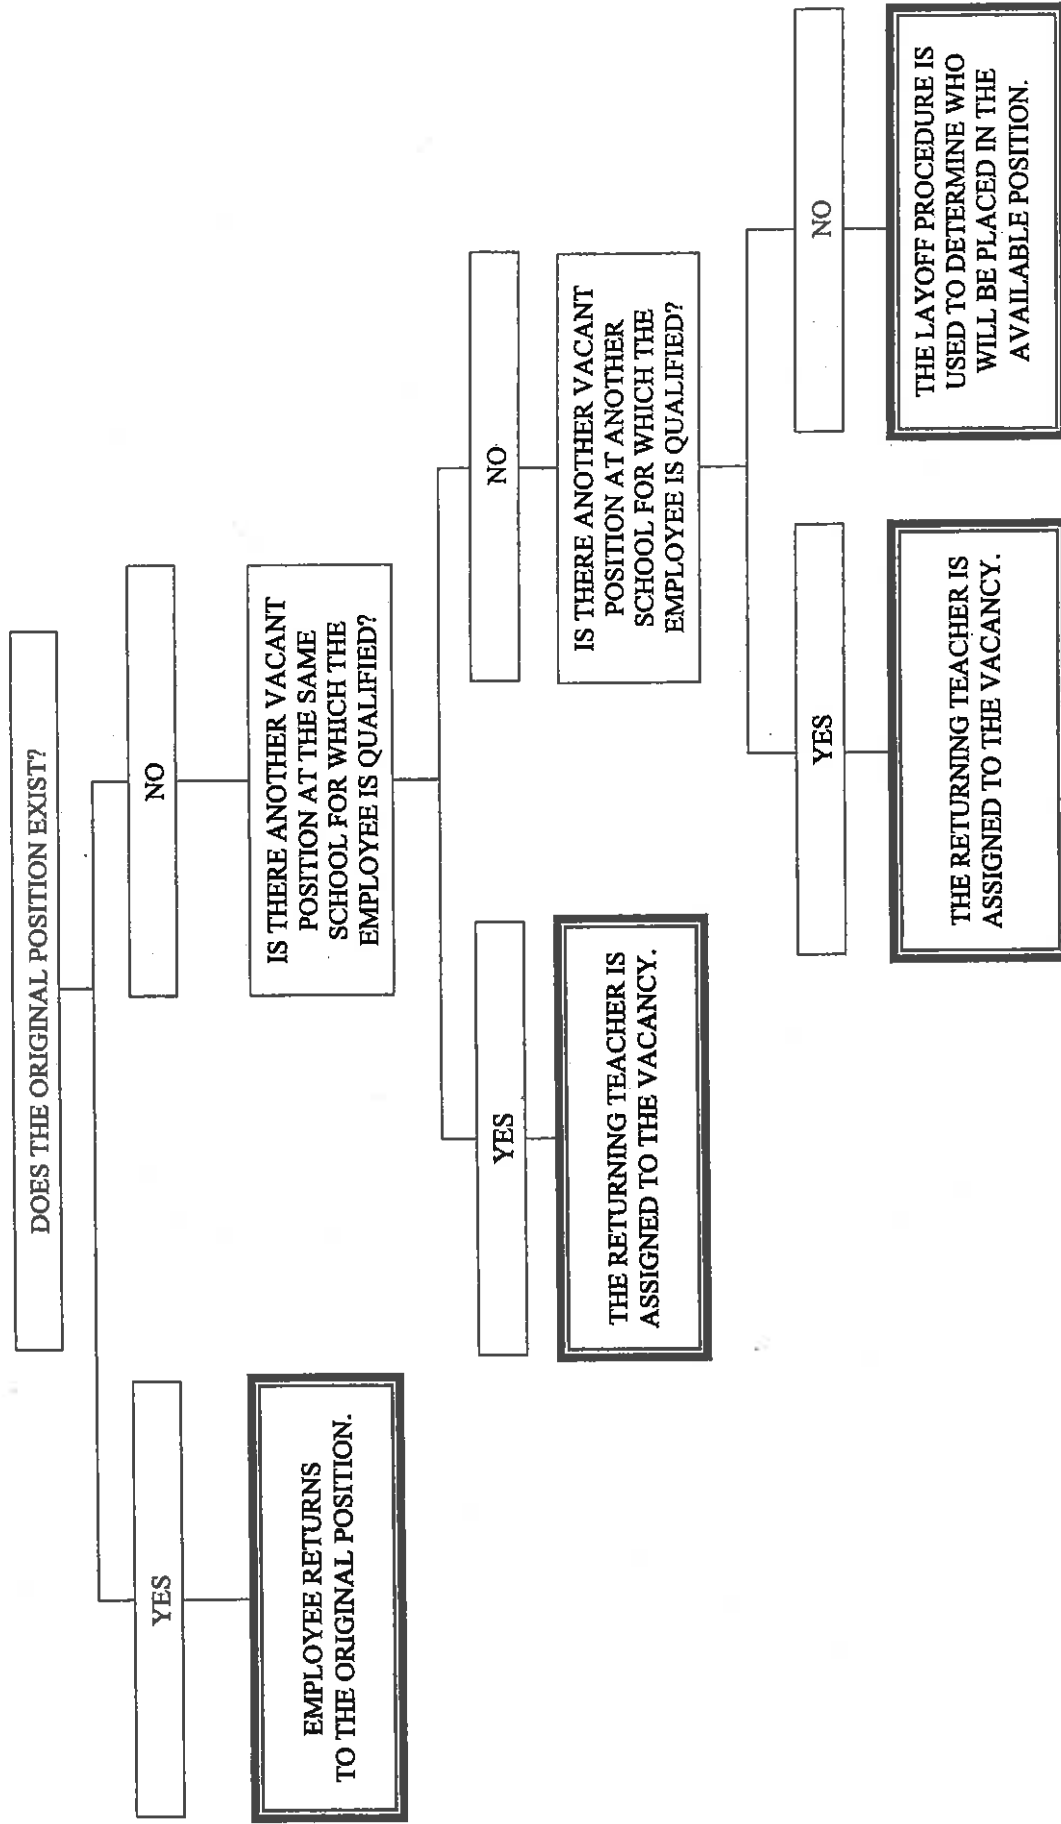 DOES THE ORIGINAL POSITION EXIST?
YES
NO
EMPLOYEE RETURNS
TO THE ORIGINAL POSITION.
IS THERE ANOTHER VACANT
POSITION AT THE SAME
SCHOOL FOR WHICH THE
EMPLOYEE IS QUALIFIED?
YES
NO
THE RETURNING TEACHER IS
ASSIGNED TO THE VACANCY.
IS THERE ANOTHER VACANT
POSITION AT ANOTHER
SCHOOL FOR WHICH THE
EMPLOYEE IS QUALIFIED?
YES
NO
THE RETURNING TEACHER IS
ASSIGNED TO THE VACANCY.
THE LAYOFF PROCEDURE IS
USED TO DETERMINE WHO
WILL BE PLACED IN THE
AVAILABLE POSITION.